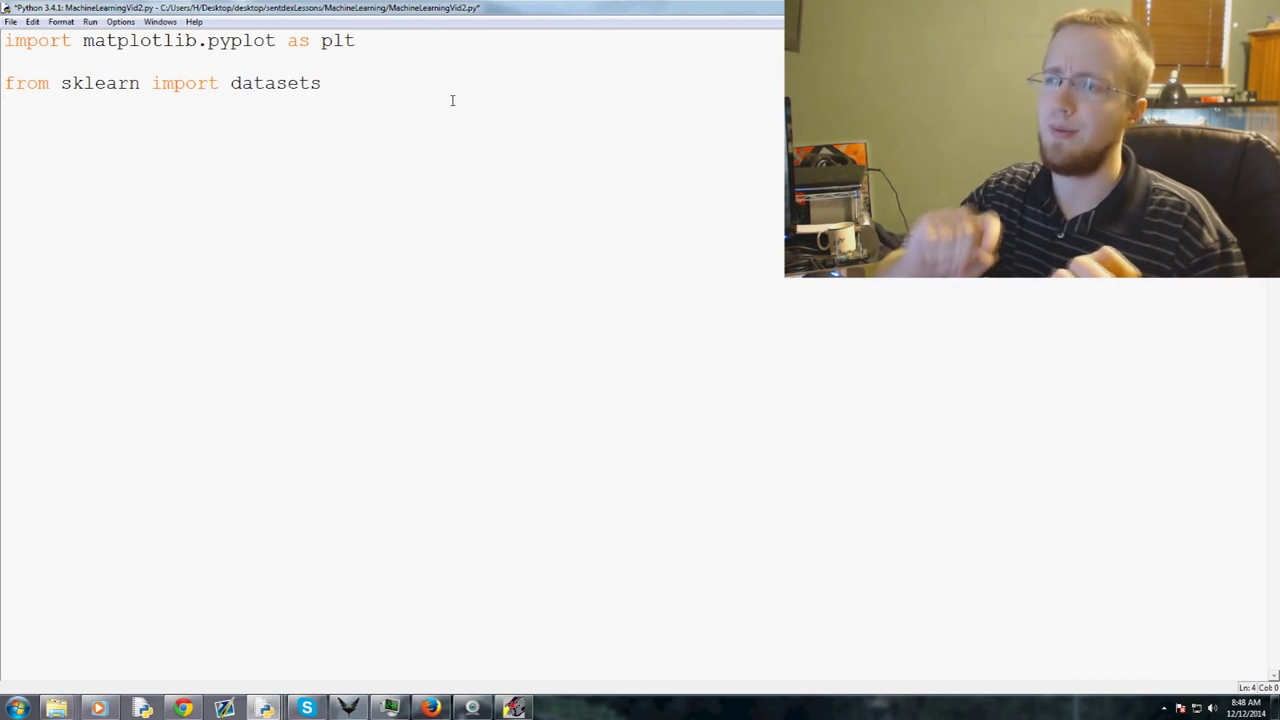 *Python 3.4.1: MachineLearningVid2.py - C:/Users/H/Desktop/desktop/sentdexLessons/MachineLearning/MachineLearningVid2.py*
File Edit Format Run Options Windows Help
import matplotlib.pyplot as plt
from sklearn import datasets
Ln: 4 Col: 0
8:48 AM
12/12/2014